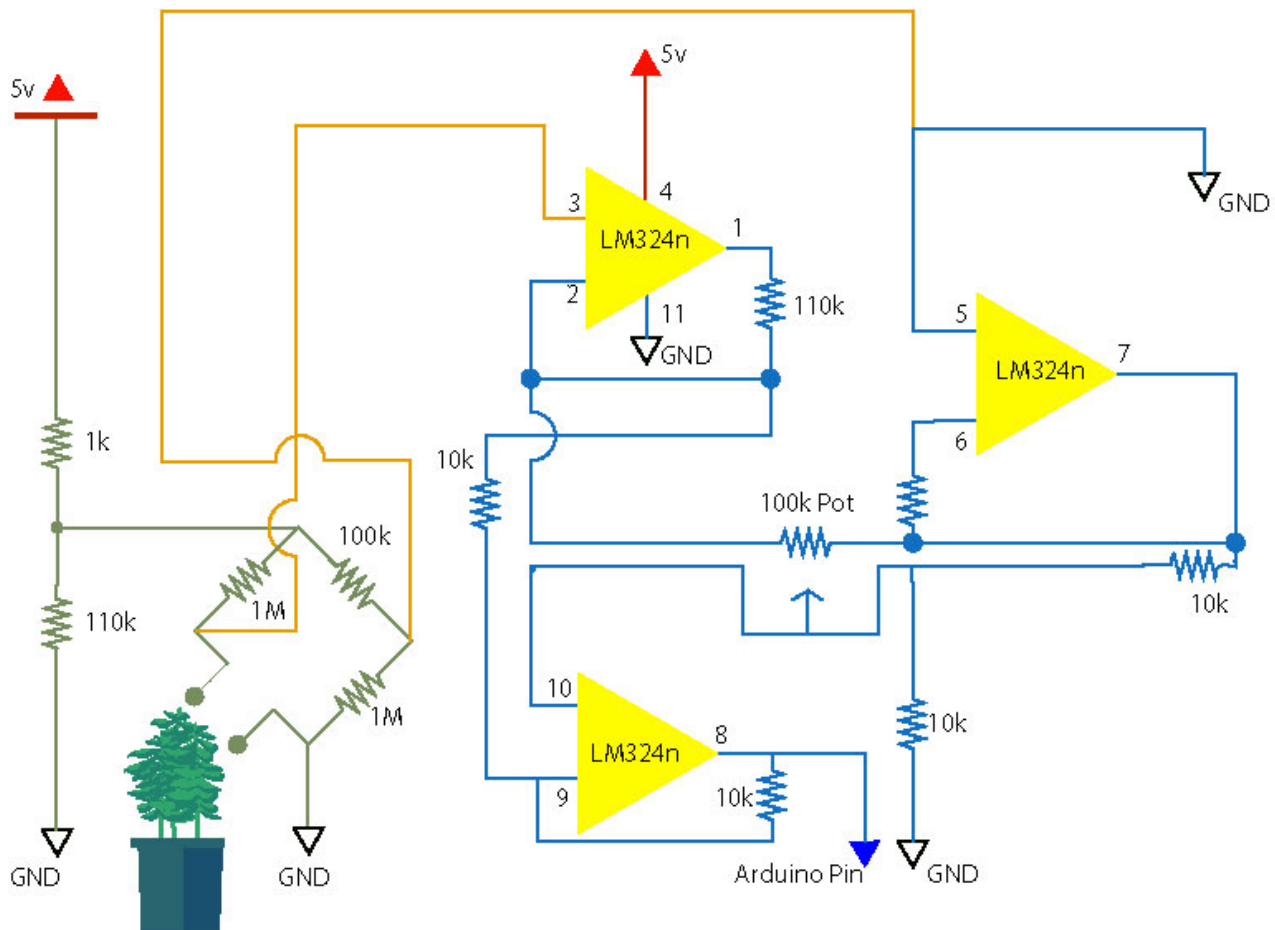 5v
5v
4
3
1
LM324n
GND
2
110k
11
GND
5
7
LM324n
6
1k
10k
100k Pot
100k
1M
10k
110k
10
8
1M
10k
LM324n
9
10k
GND
GND
Arduino Pin
GND